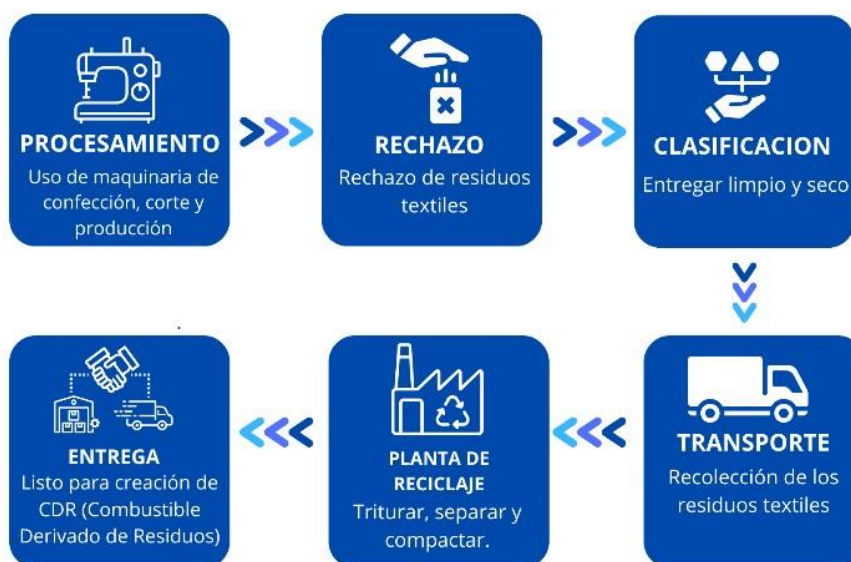 PROCESAMIENTO
Uso de maquinaria de
confección, corte y
producción
RECHAZO
Rechazo de residuos
textiles
CLASIFICACION
Entregar limpio y seco
TRANSPORTE
Recolección de los
residuos textiles
PLANTA DE
RECICLAJE
Triturar, separar y
compactar.
ENTREGA
Listo para creación de
CDR (Combustible
Derivado de Residuos)